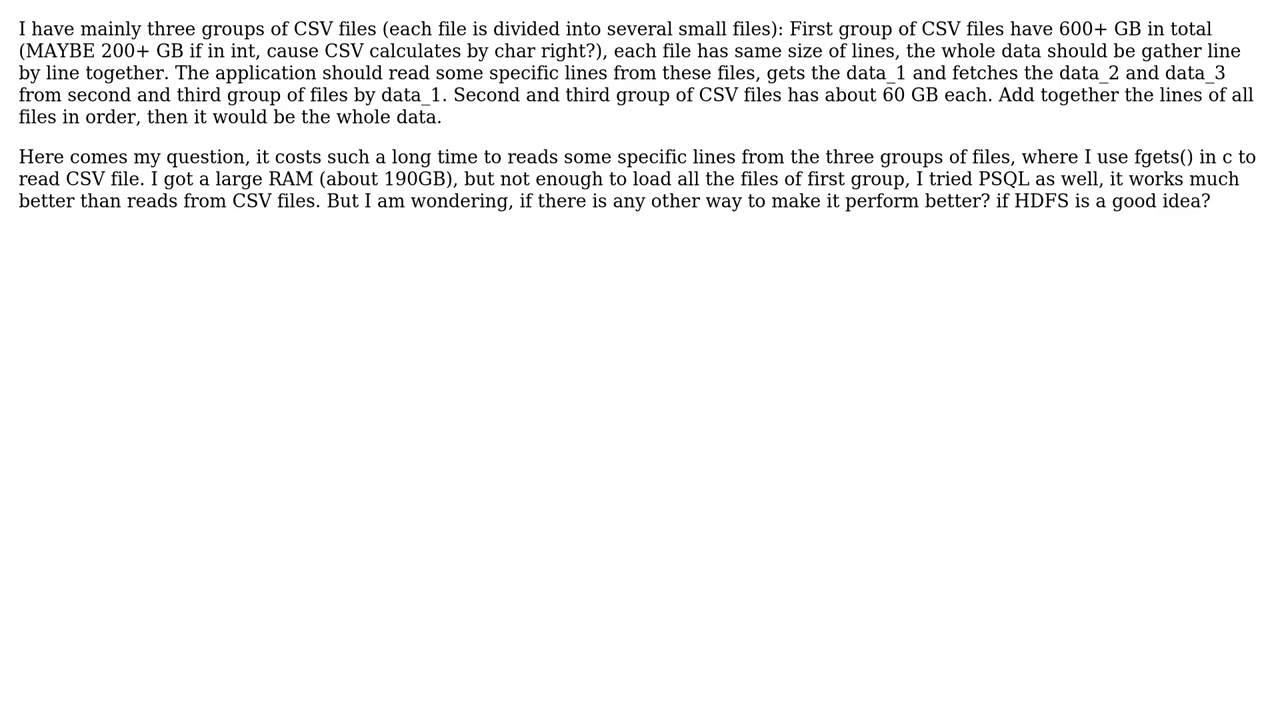 I have mainly three groups of CSV files (each file is divided into several small files): First group of CSV files have 600+ GB in total
(MAYBE 200+ GB if in int, cause CSV calculates by char right?), each file has same size of lines, the whole data should be gather line
by line together. The application should read some specific lines from these files, gets the data_1 and fetches the data_2 and data_3
from second and third group of files by data_1. Second and third group of CSV files has about 60 GB each. Add together the lines of all
files in order, then it would be the whole data.
Here comes my question, it costs such a long time to reads some specific lines from the three groups of files, where I use fgets() in c to
read CSV file. I got a large RAM (about 190GB), but not enough to load all the files of first group, I tried PSQL as well, it works much
better than reads from CSV files. But I am wondering, if there is any other way to make it perform better? if HDFS is a good idea?